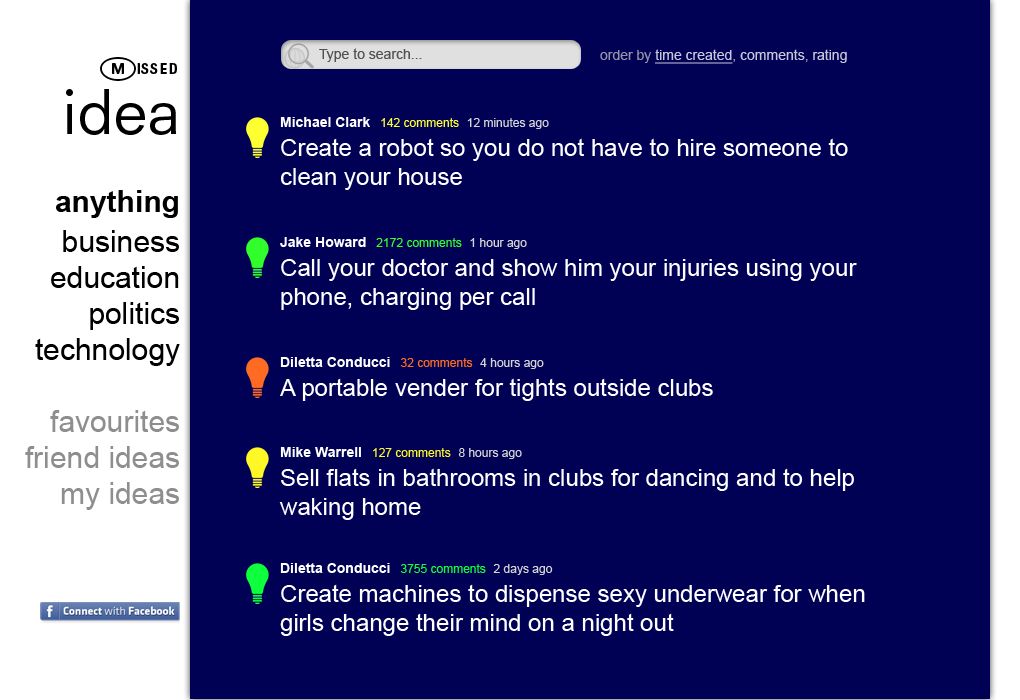 MISSED
idea
anything
business
education
politics
technology
favourites
friend ideas
my ideas
f Connect with Facebook
Type to search...
order by time created, comments, rating
Michael Clark 142 comments 12 minutes ago
Create a robot so you do not have to hire someone to
clean your house
Jake Howard 2172 comments 1 hour ago
Call your doctor and show him your injuries using your
phone, charging per call
Diletta Conducci 32 comments 4 hours ago
A portable vender for tights outside clubs
Mike Warrell 127 comments 8 hours ago
Sell flats in bathrooms in clubs for dancing and to help
waking home
Diletta Conducci 3755 comments 2 days ago
Create machines to dispense sexy underwear for when
girls change their mind on a night out